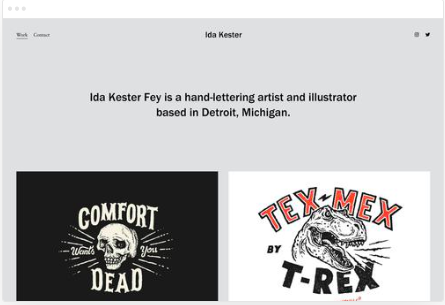 Work Contact
Ida Kester
Ida Kester Fey is a hand-lettering artist and illustrator
based in Detroit, Michigan.
COMFORT
Wants You
DEAD
TEX-MEX
BY
T-REX